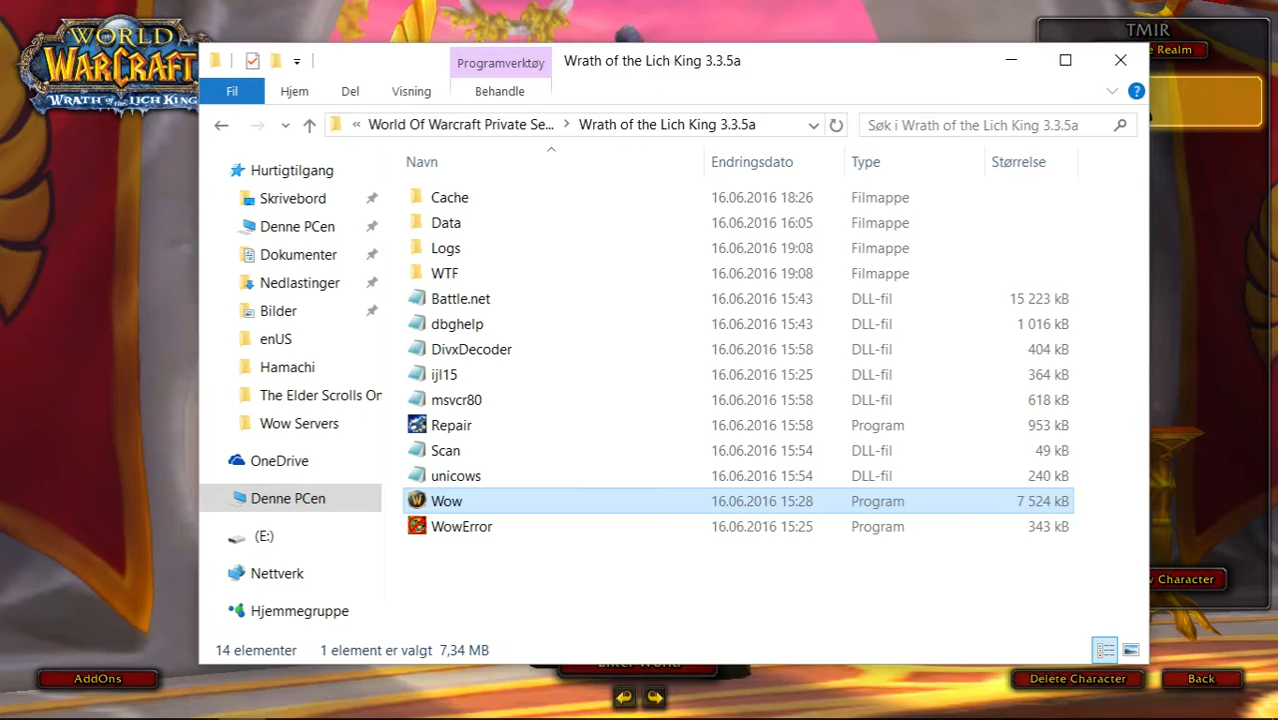 WORLD
OF
WARCRAFT
WRATH OF THE LICH KING
TMIR
e Realm
Programverktøy
Wrath of the Lich King 3.3.5a
Fil Hjem Del Visning Behandle
« World Of Warcraft Private Se... > Wrath of the Lich King 3.3.5a
Søk i Wrath of the Lich King 3.3.5a
Navn Endringsdato Type Størrelse
Hurtigtilgang
Skrivebord
Denne PCen
Dokumenter
Nedlastinger
Bilder
enUS
Hamachi
The Elder Scrolls On
Wow Servers
OneDrive
Denne PCen
(E:)
Nettverk
Hjemmegruppe
Cache 16.06.2016 18:26 Filmappe
Data 16.06.2016 16:05 Filmappe
Logs 16.06.2016 19:08 Filmappe
WTF 16.06.2016 19:08 Filmappe
Battle.net 16.06.2016 15:43 DLL-fil 15 223 kB
dbghelp 16.06.2016 15:43 DLL-fil 1 016 kB
DivxDecoder 16.06.2016 15:58 DLL-fil 404 kB
ijl15 16.06.2016 15:25 DLL-fil 364 kB
msvcr80 16.06.2016 15:58 DLL-fil 618 kB
Repair 16.06.2016 15:58 Program 953 kB
Scan 16.06.2016 15:54 DLL-fil 49 kB
unicows 16.06.2016 15:54 DLL-fil 240 kB
Wow 16.06.2016 15:28 Program 7 524 kB
WowError 16.06.2016 15:25 Program 343 kB
14 elementer 1 element er valgt 7,34 MB
Character
AddOns
Delete Character
Back